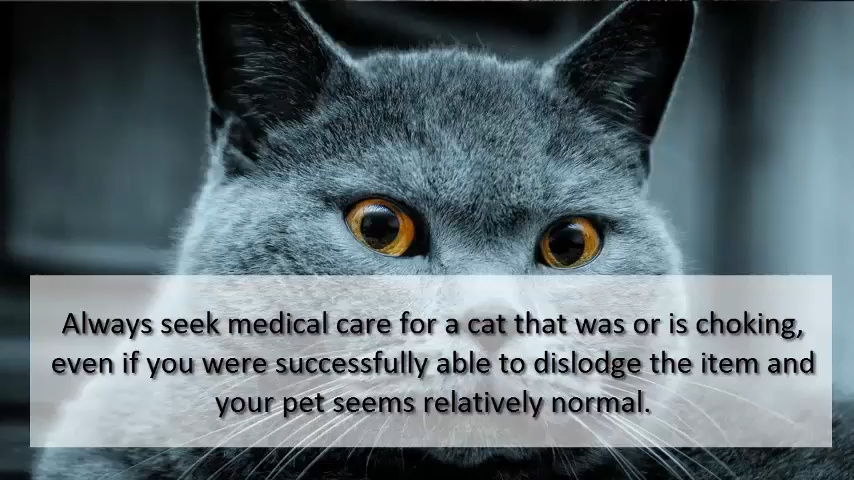 Always seek medical care for a cat that was or is choking,
even if you were successfully able to dislodge the item and
your pet seems relatively normal.